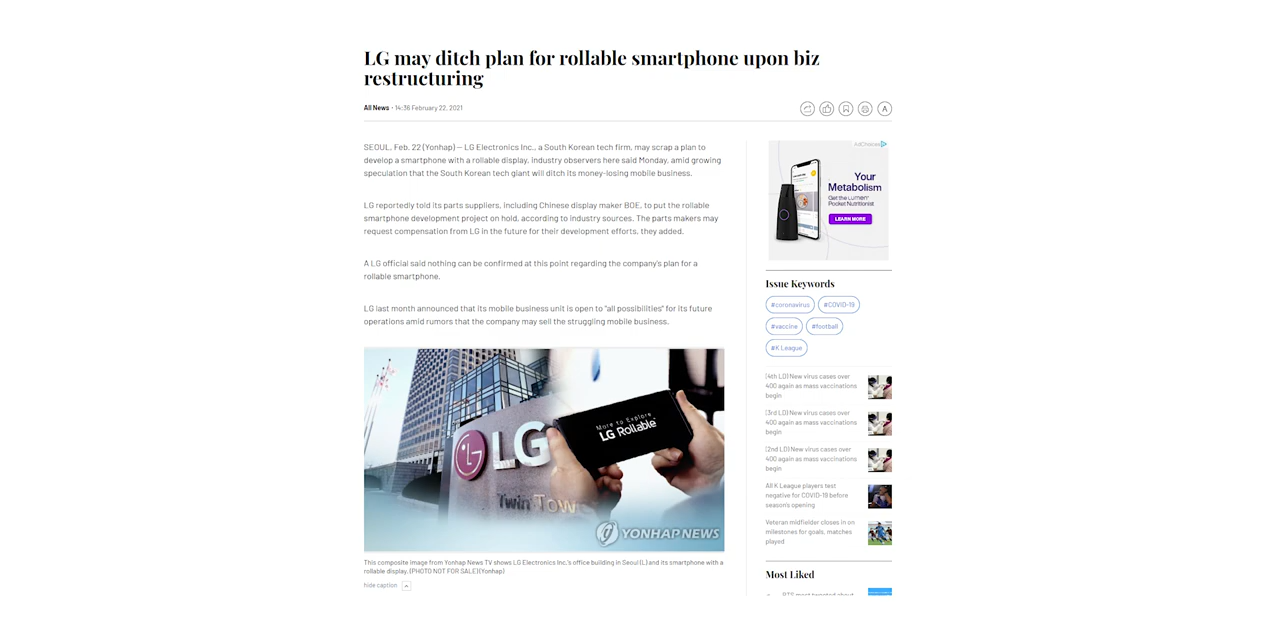 LG may ditch plan for rollable smartphone upon biz
restructuring
All News · 14:36 February 22, 2021
A
SEOUL, Feb. 22 (Yonhap) -- LG Electronics Inc., a South Korean tech firm, may scrap a plan to
develop a smartphone with a rollable display, industry observers here said Monday, amid growing
speculation that the South Korean tech giant will ditch its money-losing mobile business.
LG reportedly told its parts suppliers, including Chinese display maker BOE, to put the rollable
smartphone development project on hold, according to industry sources. The parts makers may
request compensation from LG in the future for their development efforts, they added.
A LG official said nothing can be confirmed at this point regarding the company's plan for a
rollable smartphone.
LG last month announced that its mobile business unit is open to "all possibilities" for its future
operations amid rumors that the company may sell the struggling mobile business.
LG
Twin Tow
More to Explore
LG Rollable
YONHAP NEWS
This composite image from Yonhap News TV shows LG Electronics Inc.'s office building in Seoul (L) and its smartphone with a
rollable display. (PHOTO NOT FOR SALE) (Yonhap)
hide caption
AdChoices
Your
Metabolism
Get the LUMEN
Pocket Nutritionist
LEARN MORE
Issue Keywords
#coronavirus #COVID-19
#vaccine #football
#K League
(4th LD) New virus cases over
400 again as mass vaccinations
begin
(3rd LD) New virus cases over
400 again as mass vaccinations
begin
(2nd LD) New virus cases over
400 again as mass vaccinations
begin
All K League players test
negative for COVID-19 before
season's opening
Veteran midfielder closes in on
milestones for goals, matches
played
Most Liked
BTS most tweeted about